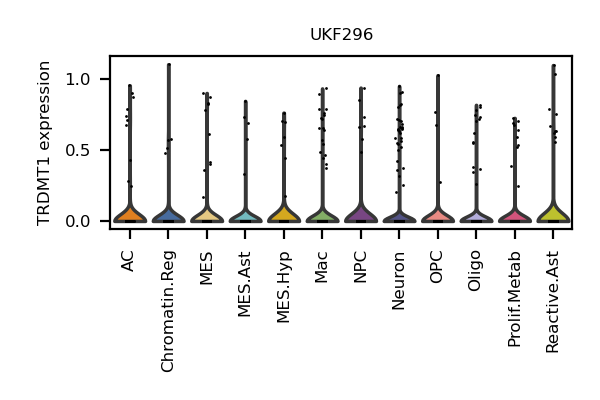 UKF296
TRDMT1 expression
1.0
0.5
0.0
AC
Chromatin.Reg
MES
MES.Ast
MES.Hyp
Mac
NPC
Neuron
OPC
Oligo
Prolif.Metab
Reactive.Ast